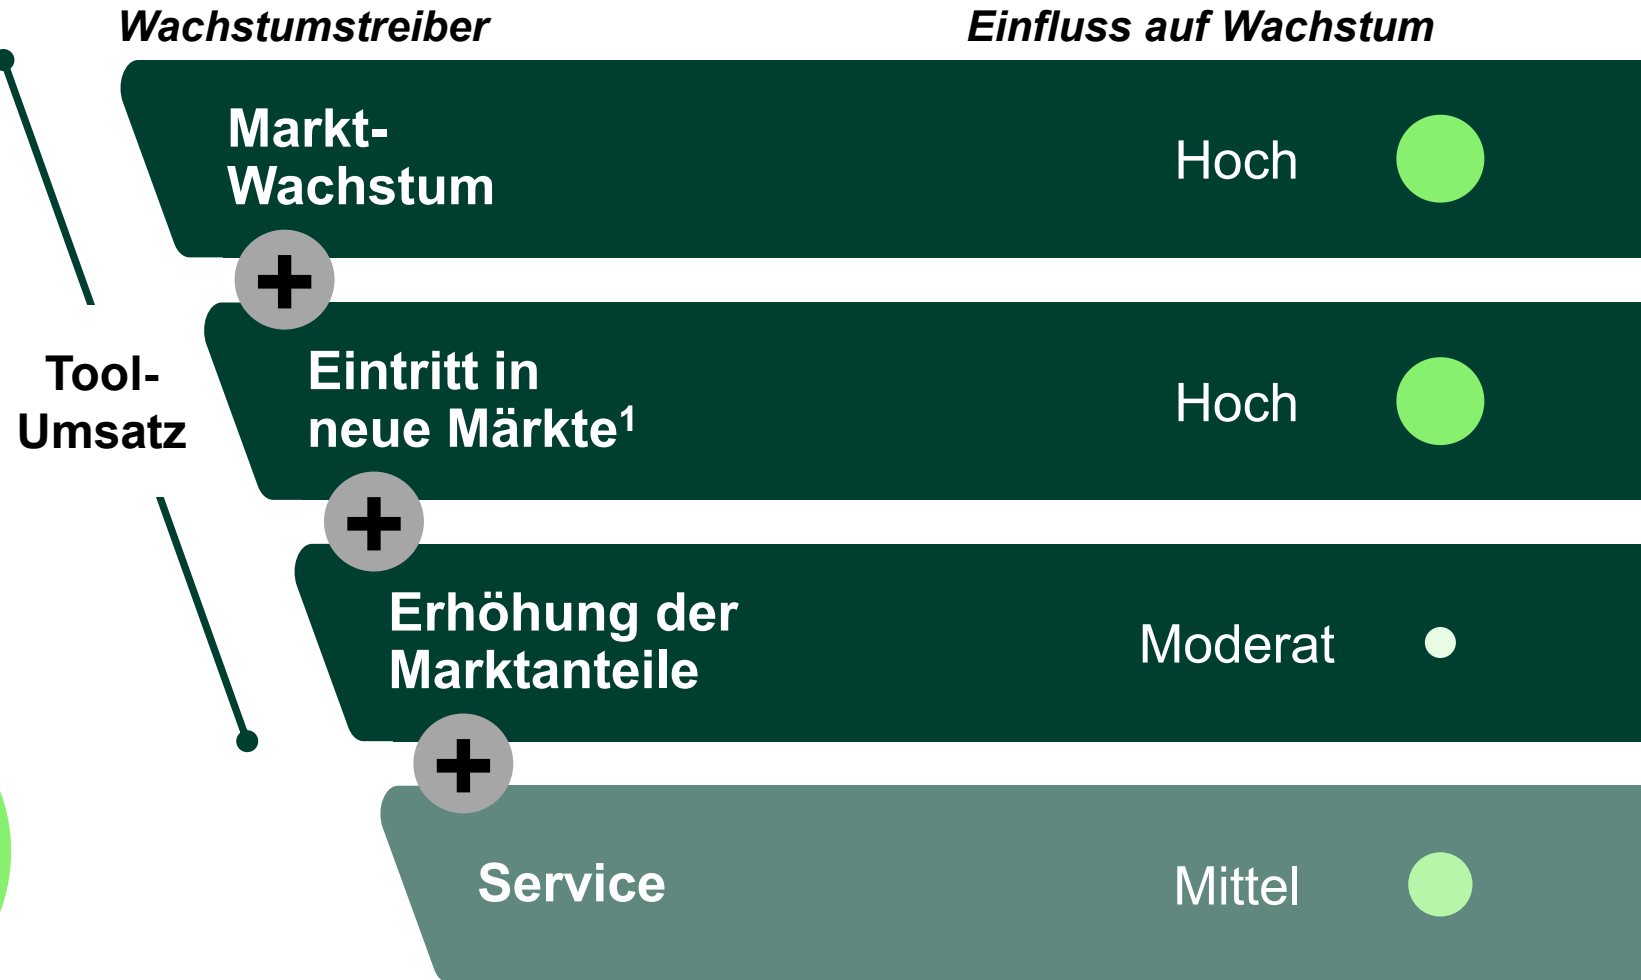 Wachstumstreiber
Einfluss auf Wachstum
Markt-
Wachstum
Hoch
+
Tool-
Umsatz
Eintritt in
neue Märkte¹
Hoch
+
Erhöhung der
Marktanteile
Moderat
+
Service
Mittel